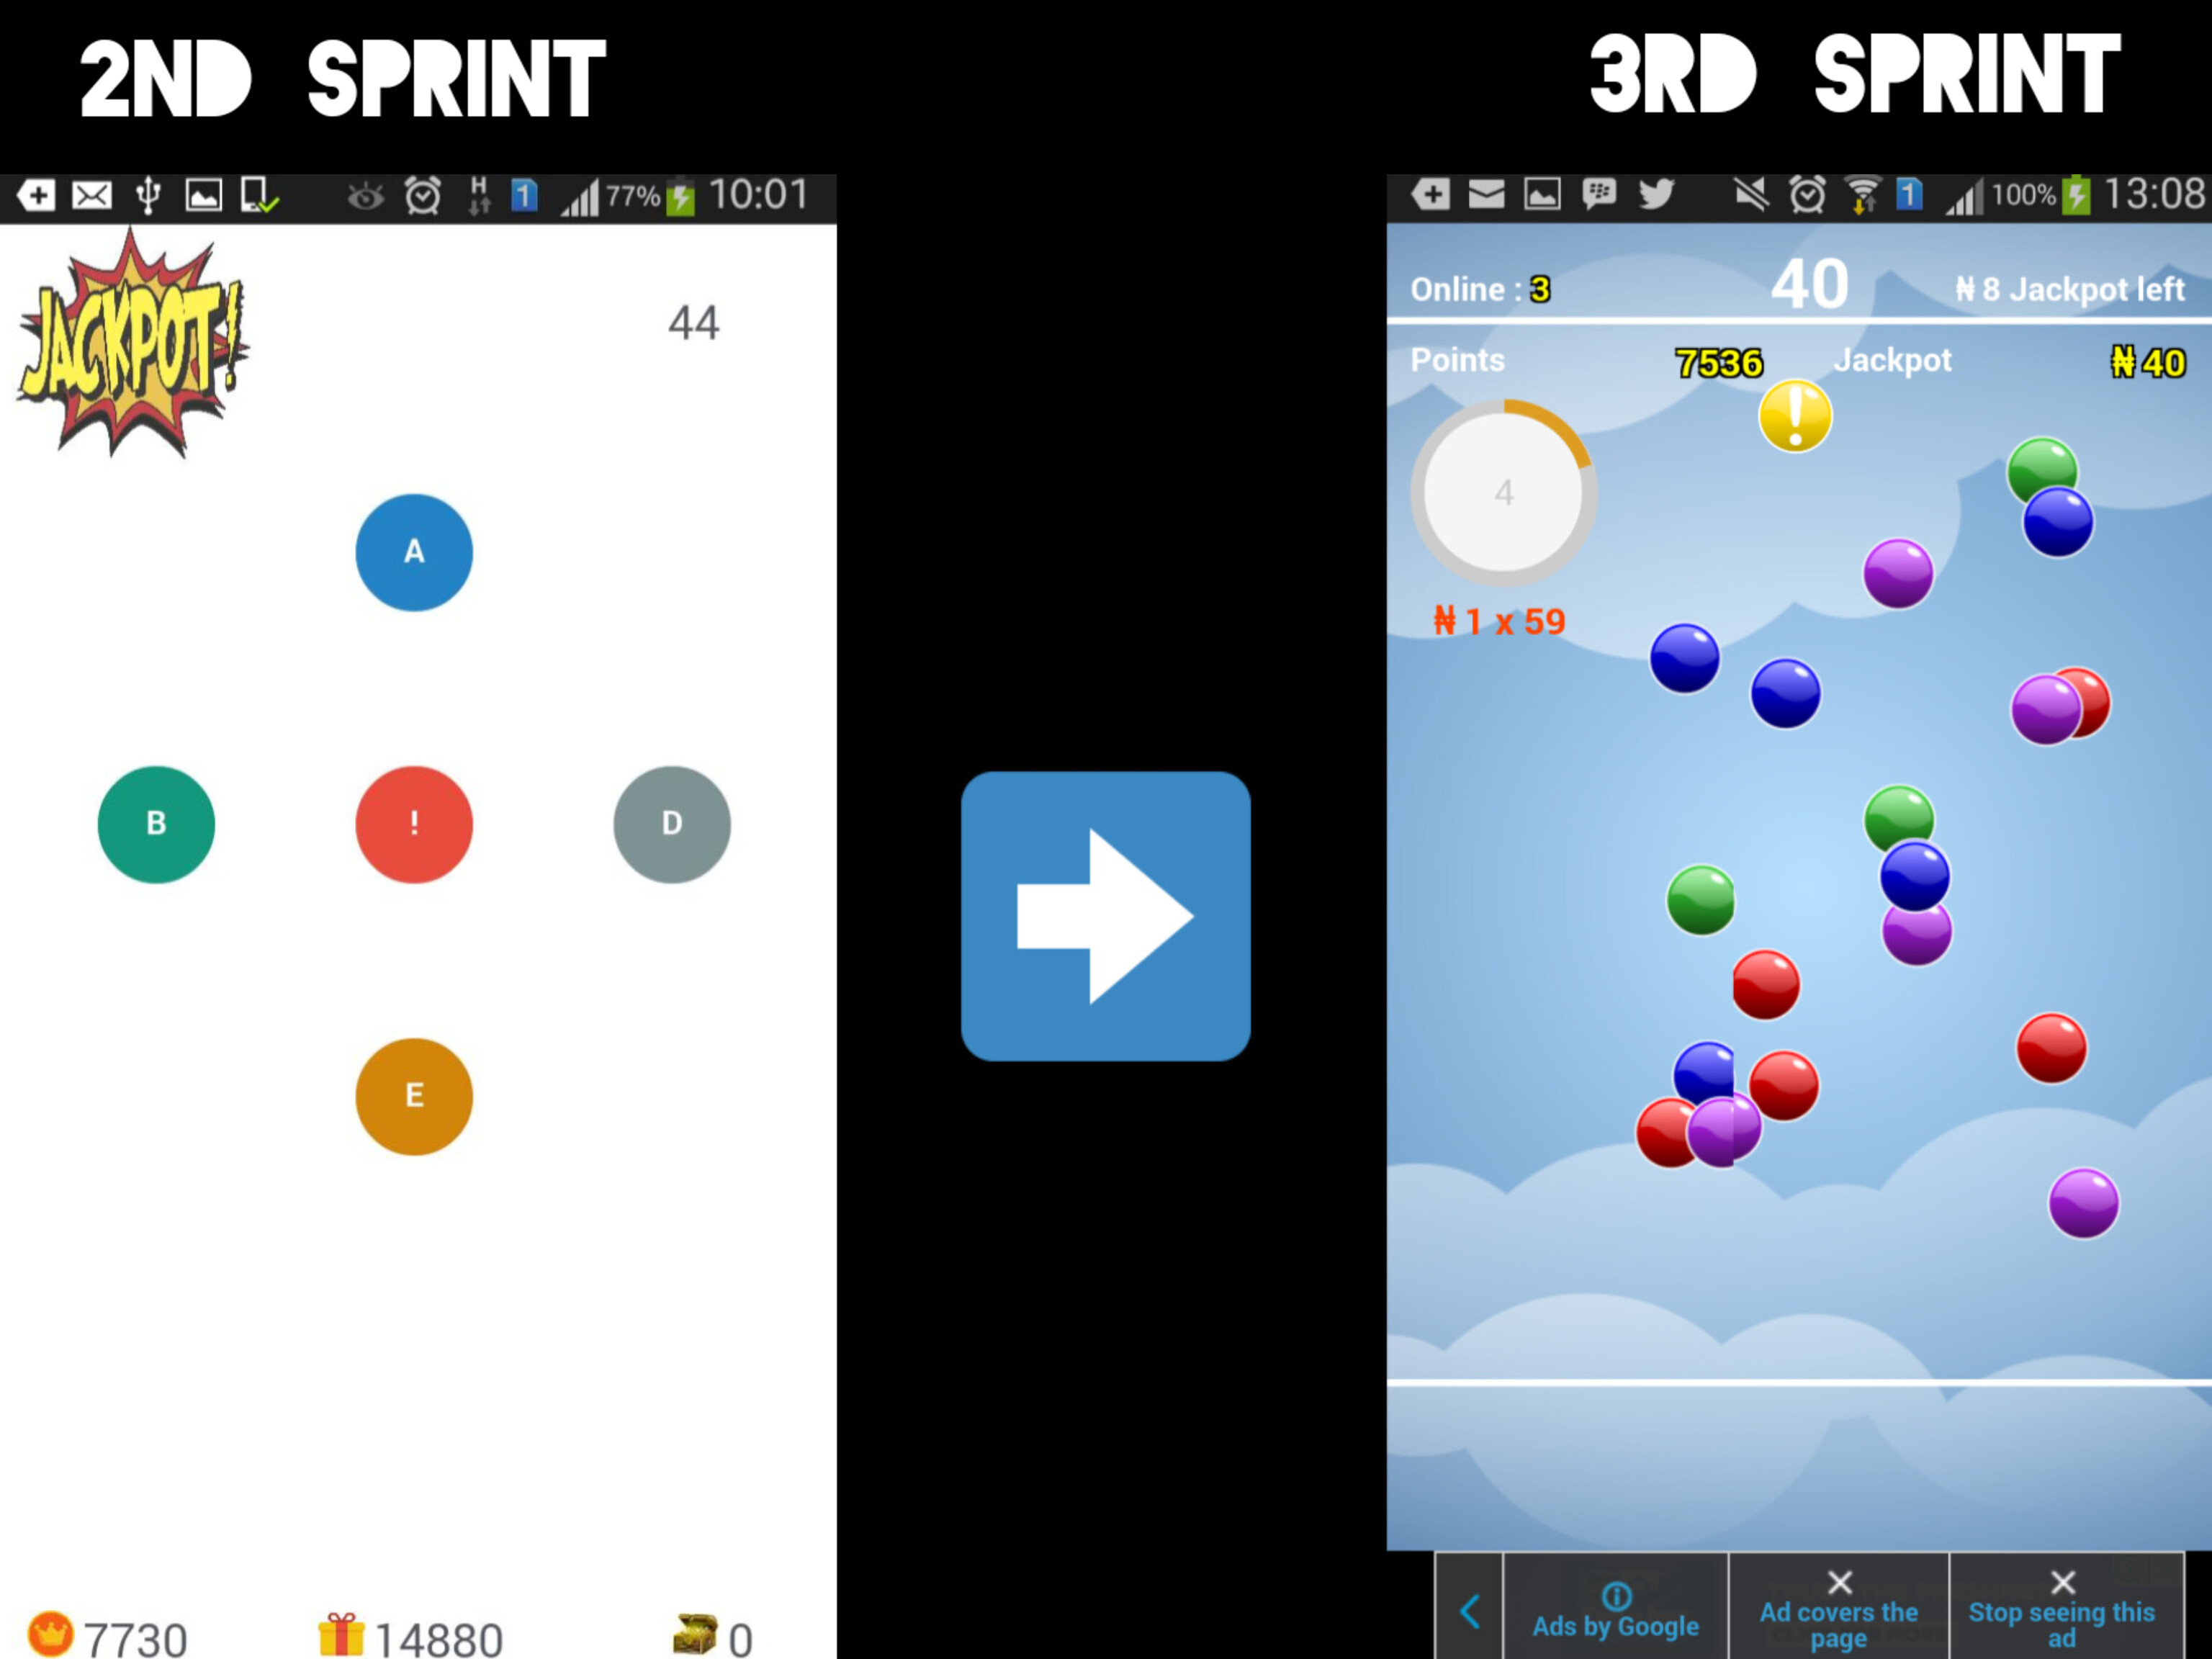 2ND SPRINT
3RD SPRINT
1 77% 10:01
H
1 100% 13:08
JACKPOT!
44
A
B ! D
E
7730 14880 0
Online : 3 40 ₦ 8 Jackpot left
Points 7536 Jackpot ₦ 40
!
4
₦ 1 x 59
Ads by Google
Ad covers the
page
Stop seeing this
ad